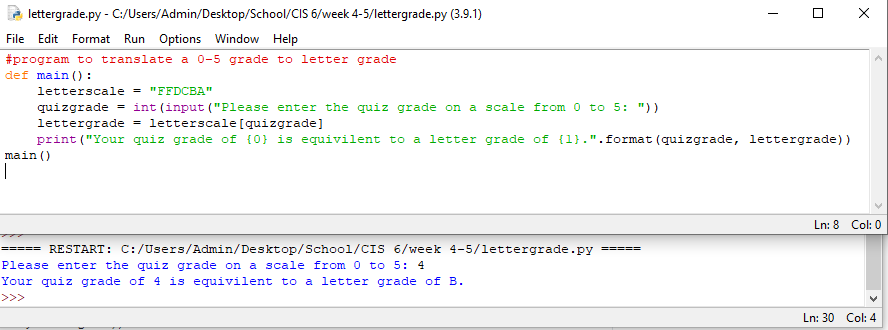 lettergrade.py - C:/Users/Admin/Desktop/School/CIS 6/week 4-5/lettergrade.py (3.9.1)
File Edit Format Run Options Window Help
#program to translate a 0-5 grade to letter grade
def main():
    letterscale = "FFDCBA"
    quizgrade = int(input("Please enter the quiz grade on a scale from 0 to 5: "))
    lettergrade = letterscale[quizgrade]
    print("Your quiz grade of {0} is equivilent to a letter grade of {1}.".format(quizgrade, lettergrade))
main()
Ln: 8 Col: 0
>>>
===== RESTART: C:/Users/Admin/Desktop/School/CIS 6/week 4-5/lettergrade.py =====
Please enter the quiz grade on a scale from 0 to 5: 4
Your quiz grade of 4 is equivilent to a letter grade of B.
>>>
Ln: 30 Col: 4